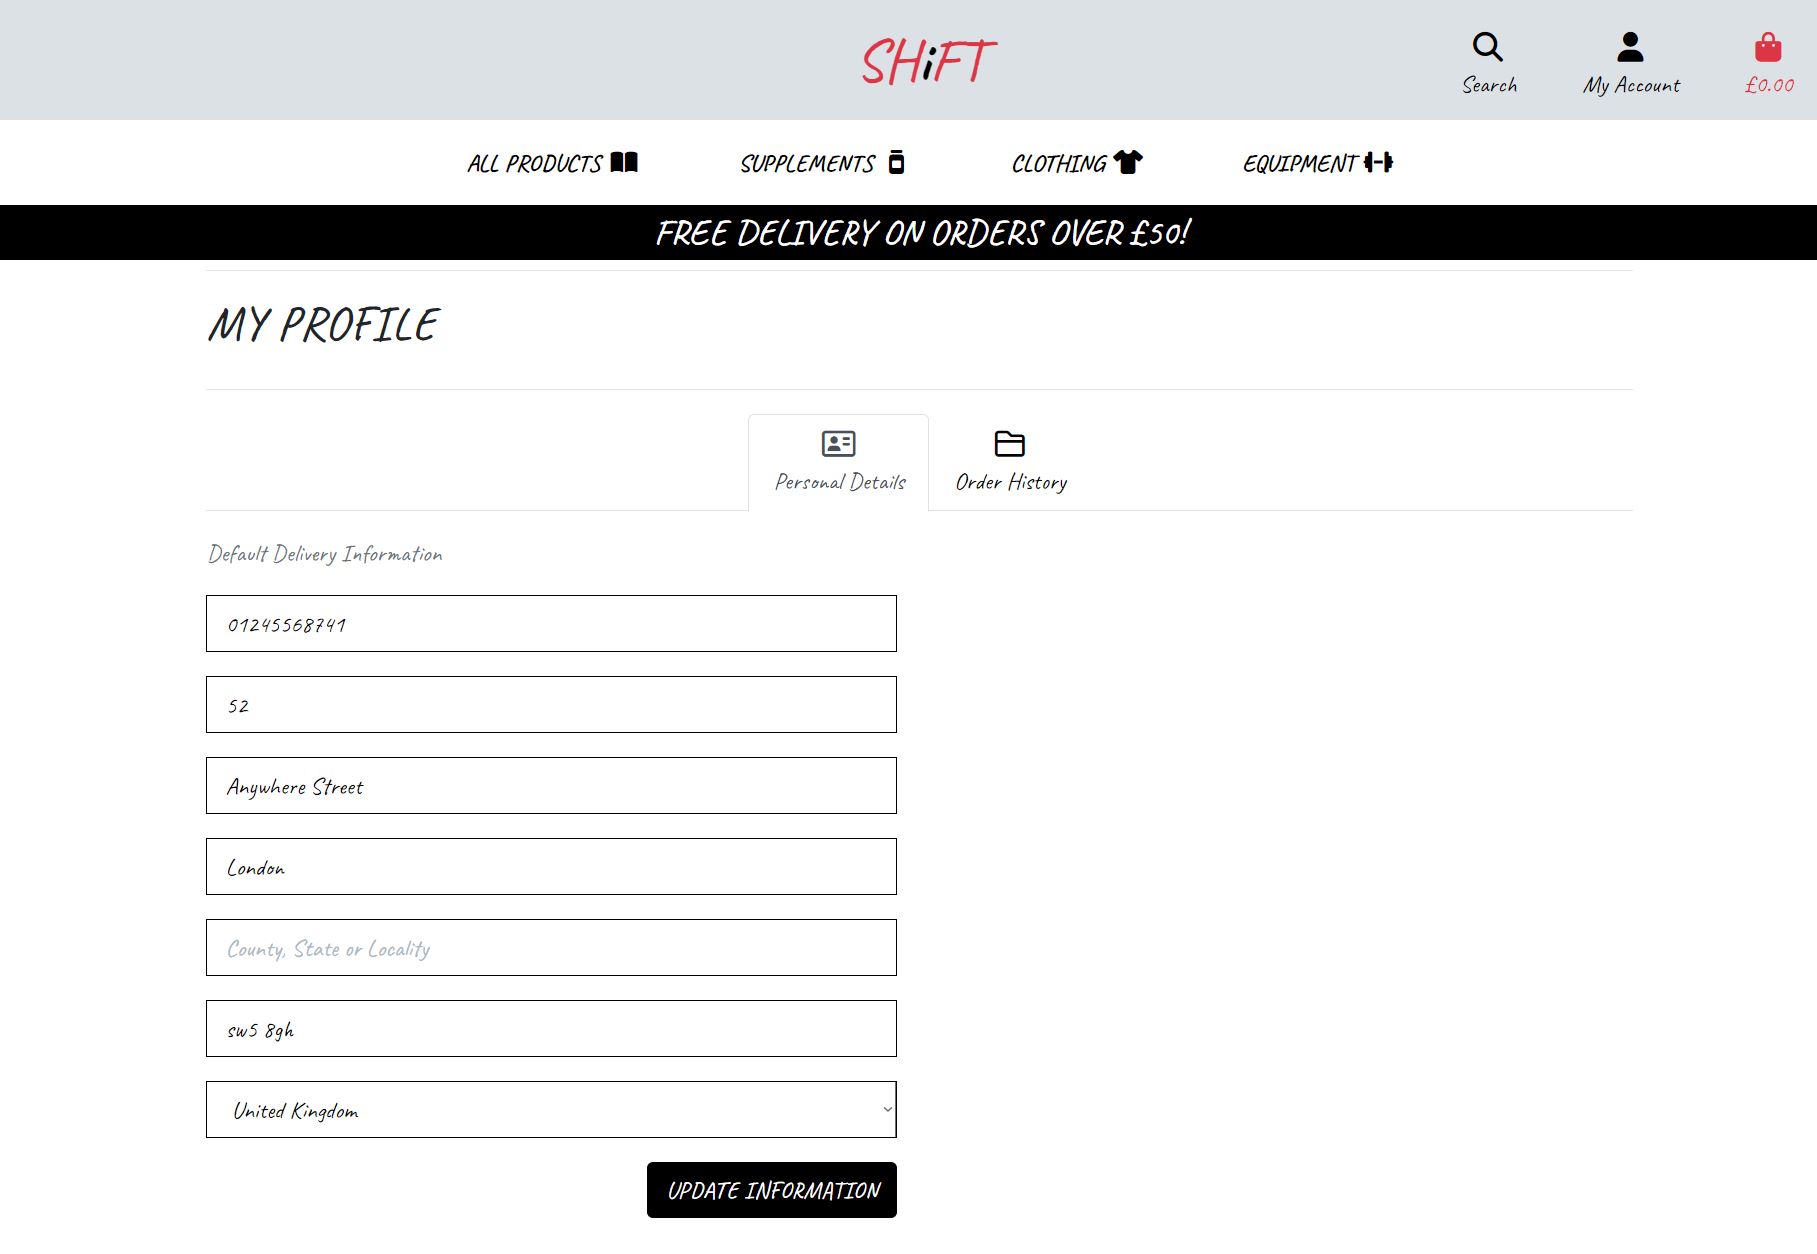 SHiFT
Search
My Account
£0.00
ALL PRODUCTS
SUPPLEMENTS
CLOTHING
EQUIPMENT
FREE DELIVERY ON ORDERS OVER £50!
MY PROFILE
Personal Details
Order History
Default Delivery Information
01245568741
52
Anywhere Street
London
County, State or Locality
sw5 8gh
United Kingdom
UPDATE INFORMATION